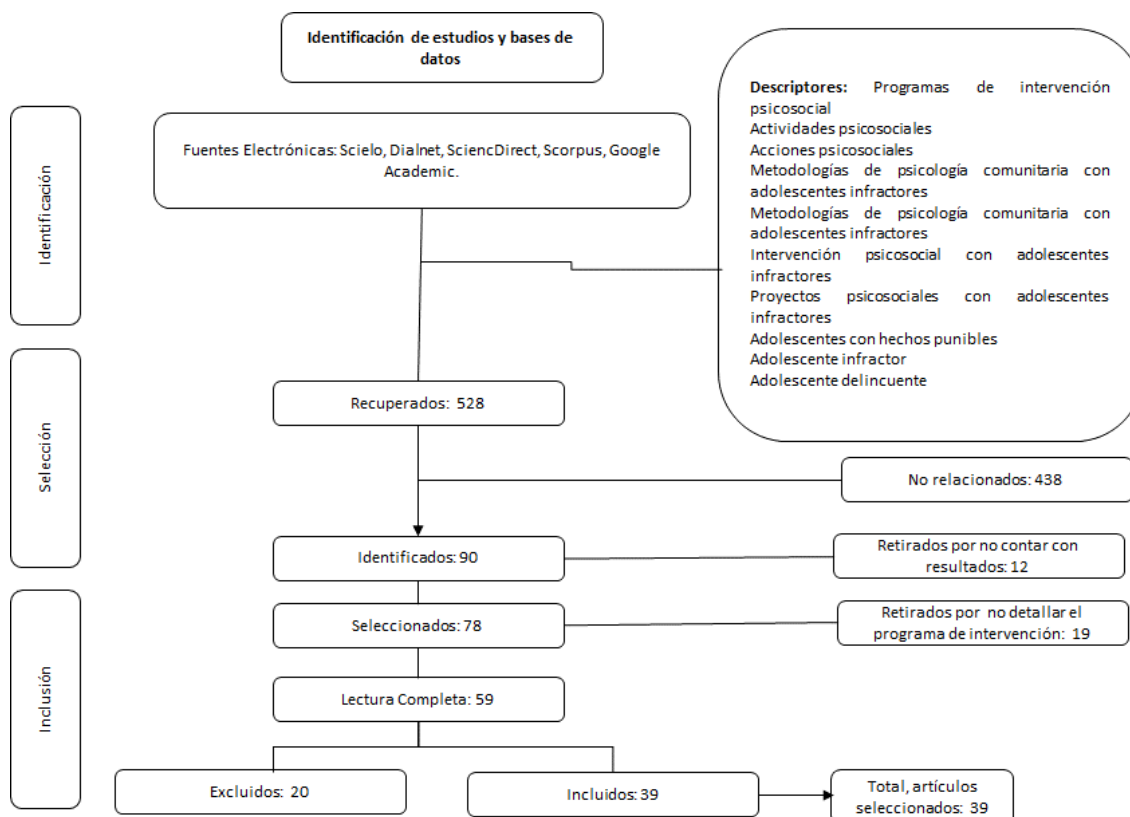 Identificación de estudios y bases de
datos
Identificación
Fuentes Electrónicas: Scielo, Dialnet, SciencDirect, Scorpus, Google
Academic.
Descriptores: Programas de intervención
psicosocial
Actividades psicosociales
Acciones psicosociales
Metodologías de psicología comunitaria con
adolescentes infractores
Metodologías de psicología comunitaria con
adolescentes infractores
Intervención psicosocial con adolescentes
infractores
Proyectos psicosociales con adolescentes
infractores
Adolescentes con hechos punibles
Adolescente infractor
Adolescente delincuente
Selección
Recuperados: 528
No relacionados: 438
Identificados: 90
Retirados por no contar con
resultados: 12
Inclusión
Seleccionados: 78
Retirados por no detallar el
programa de intervención: 19
Lectura Completa: 59
Excluidos: 20
Incluidos: 39
Total, artículos
seleccionados: 39